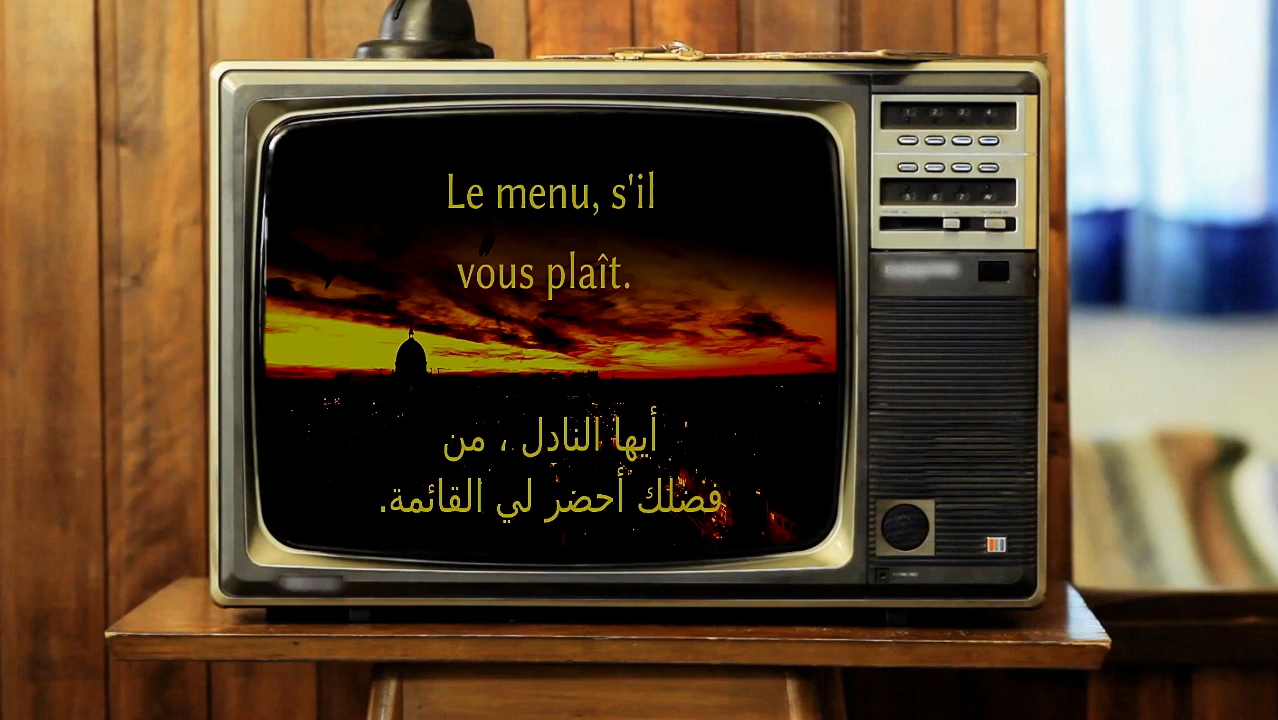 Le menu, s'il
vous plaît.
أيها النادل ، من
فضلك أحضر لي القائمة.